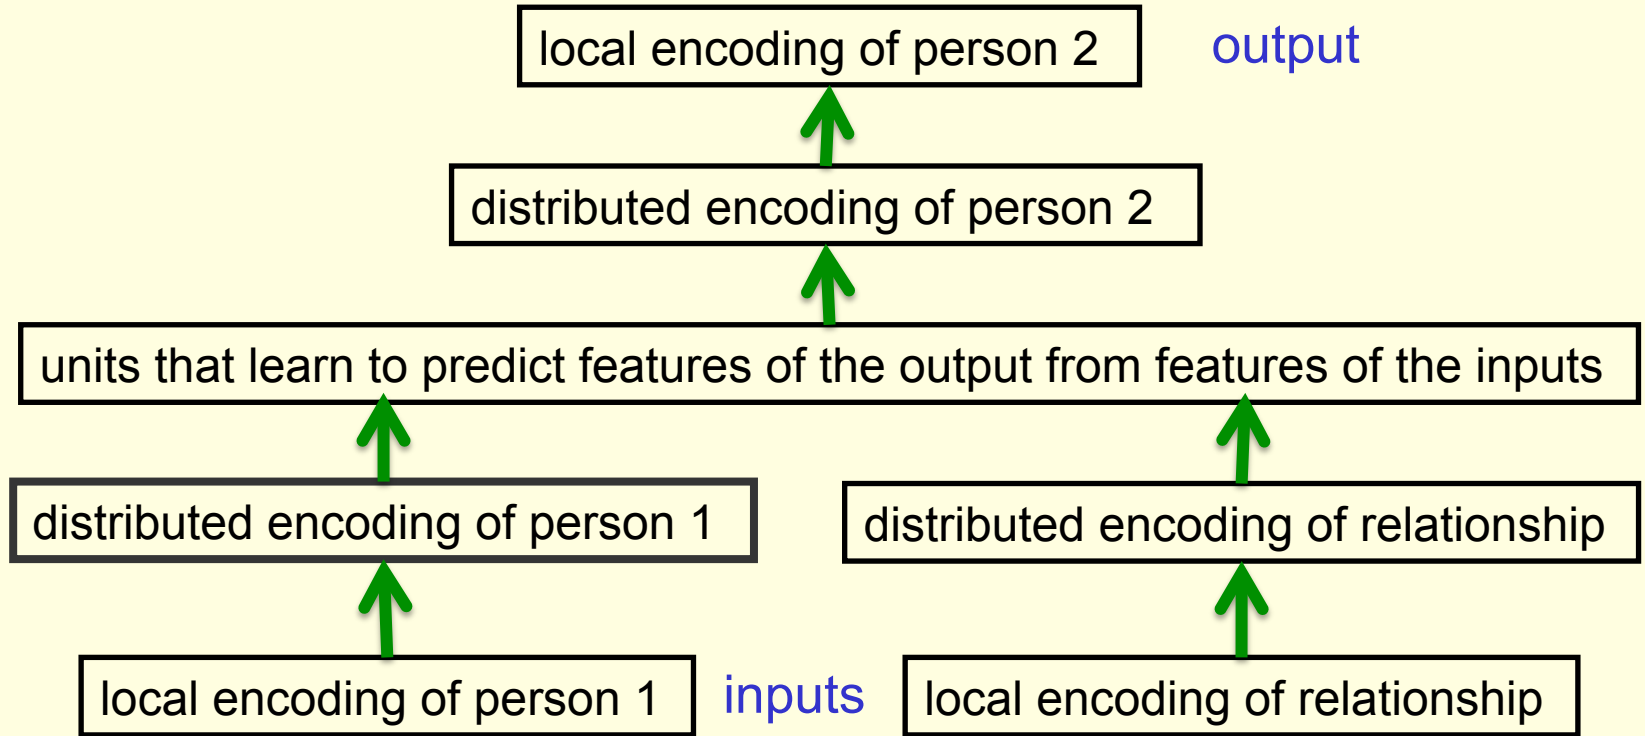 local encoding of person 2
output
distributed encoding of person 2
units that learn to predict features of the output from features of the inputs
distributed encoding of person 1
distributed encoding of relationship
local encoding of person 1
inputs
local encoding of relationship